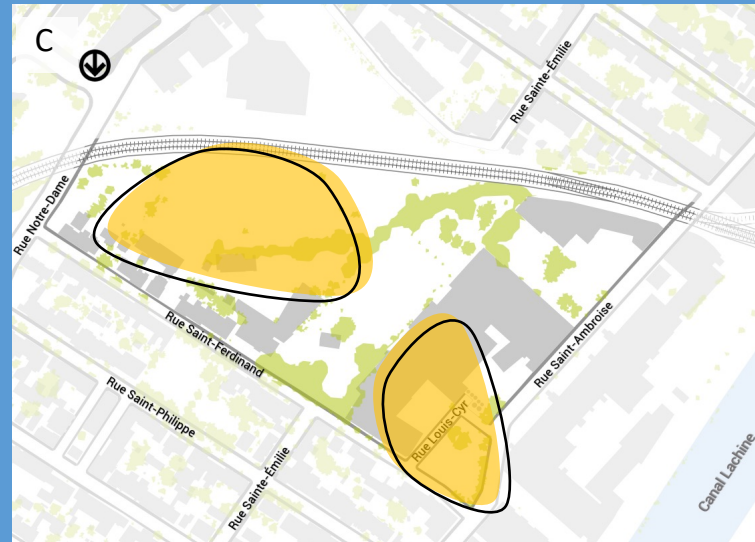 C
Rue Sainte-Émilie
Rue Notre-Dame
Rue Saint-Ferdinand
Rue Saint-Ambroise
Rue Saint-Philippe
Rue Louis-Cyr
Rue Sainte-Émilie
Canal Lachine